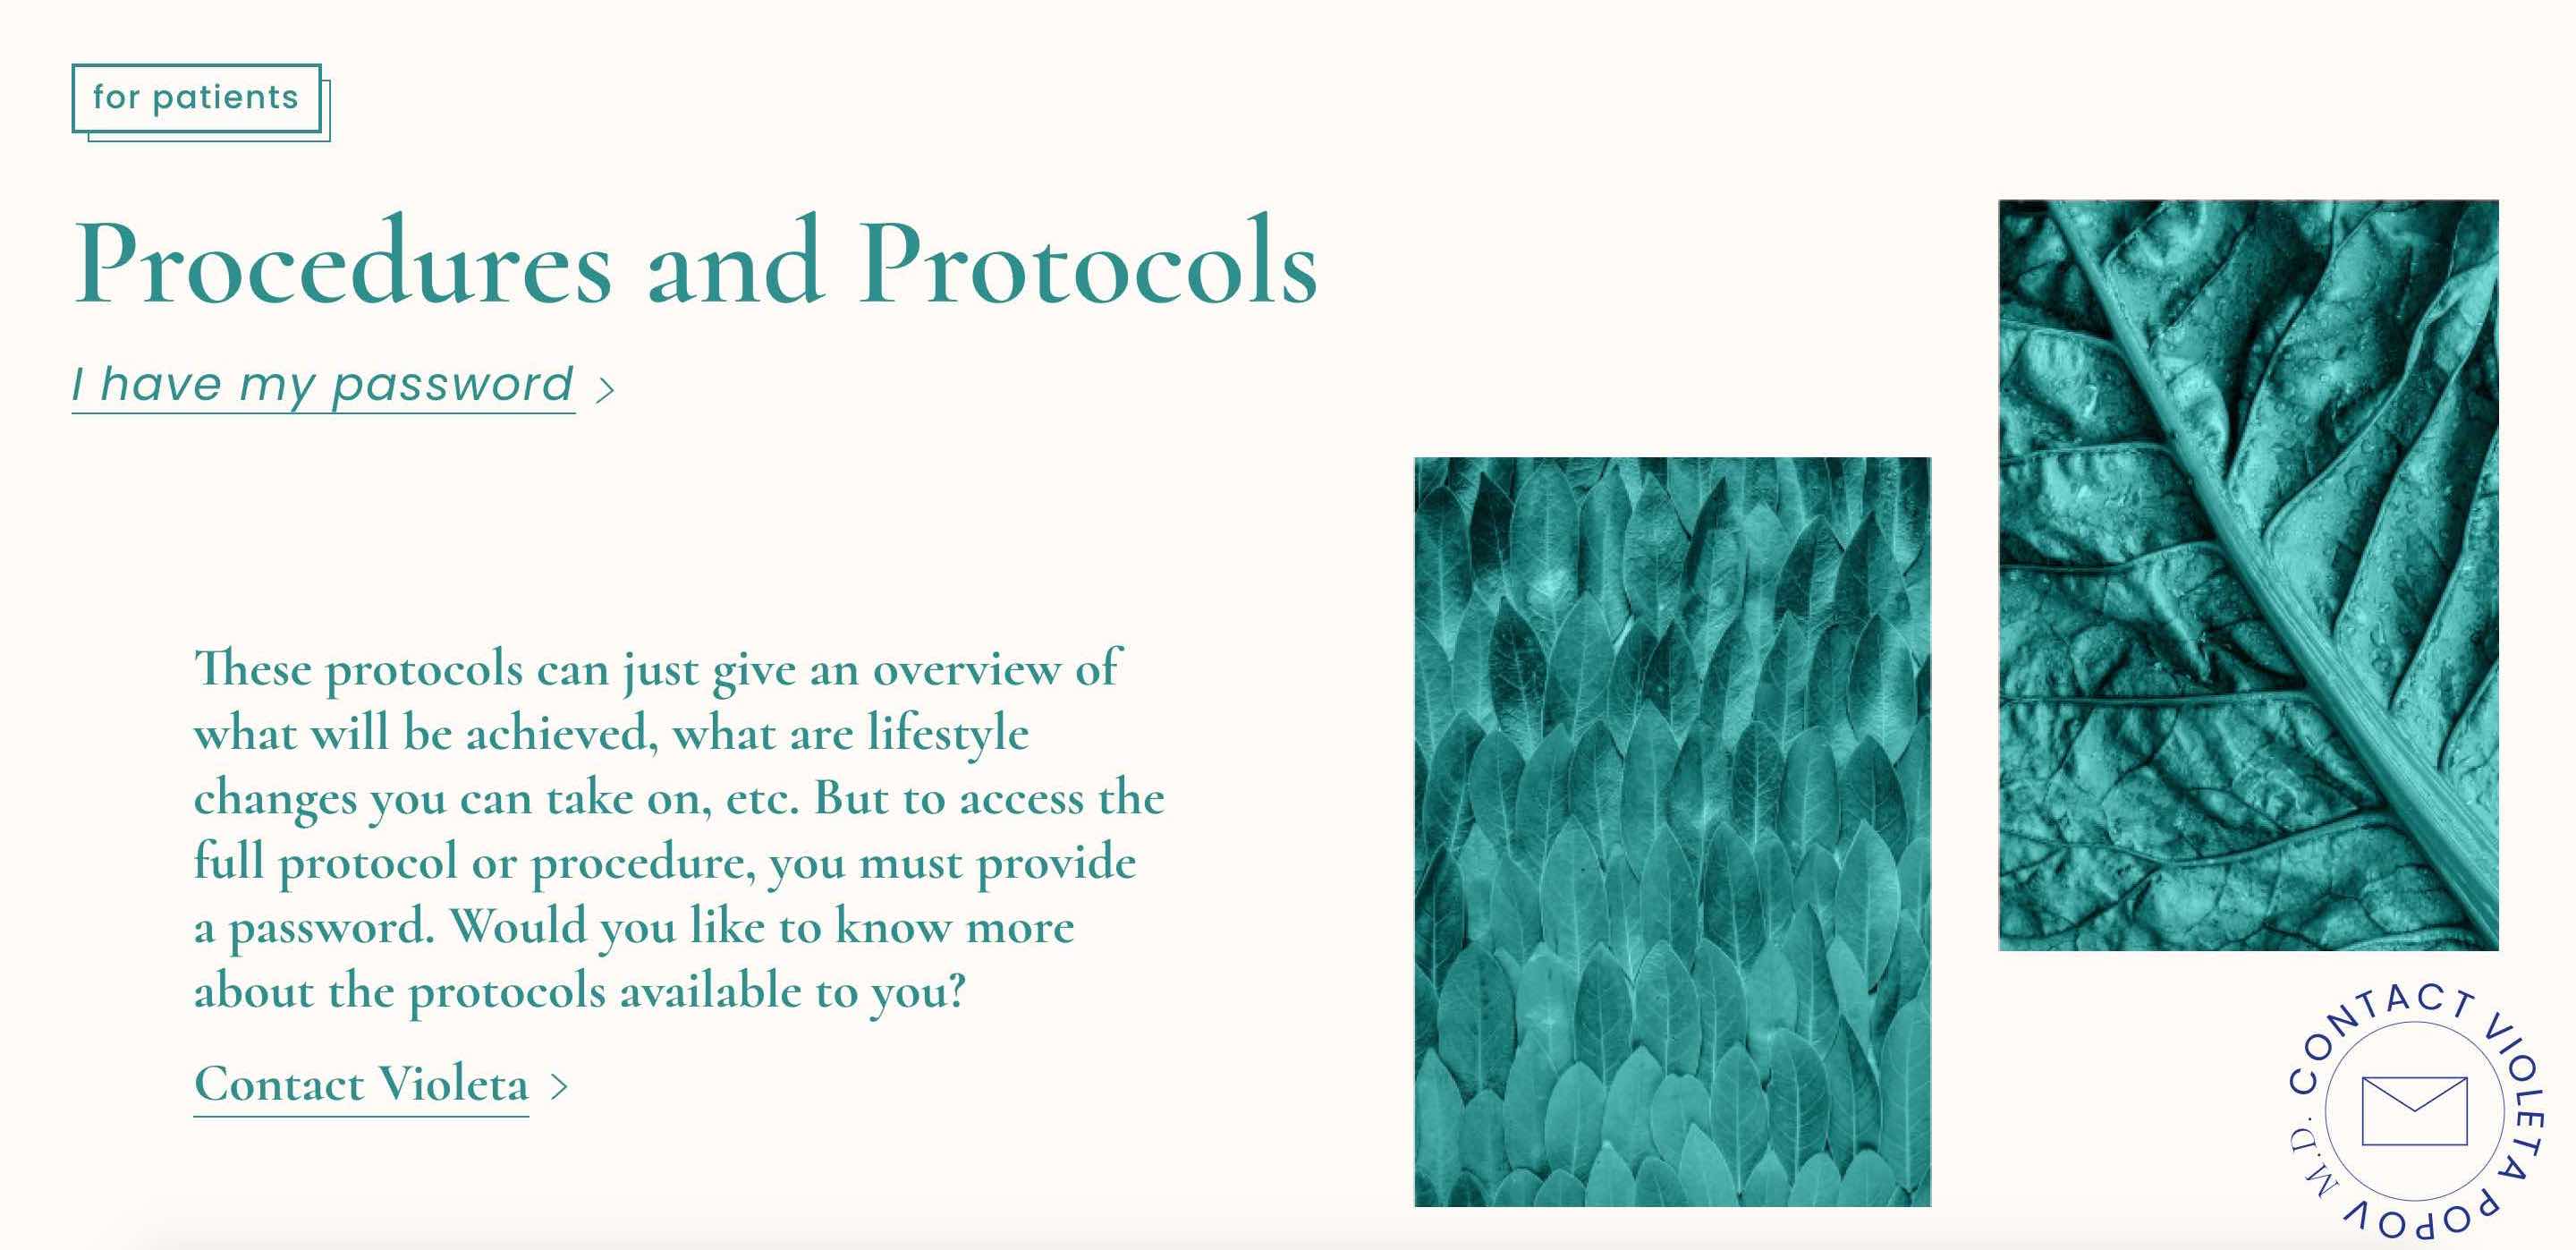 for patients
Procedures and Protocols
I have my password >
These protocols can just give an overview of
what will be achieved, what are lifestyle
changes you can take on, etc. But to access the
full protocol or procedure, you must provide
a password. Would you like to know more
about the protocols available to you?
Contact Violeta >
CONTACT VIOLETA POPOV M.D.